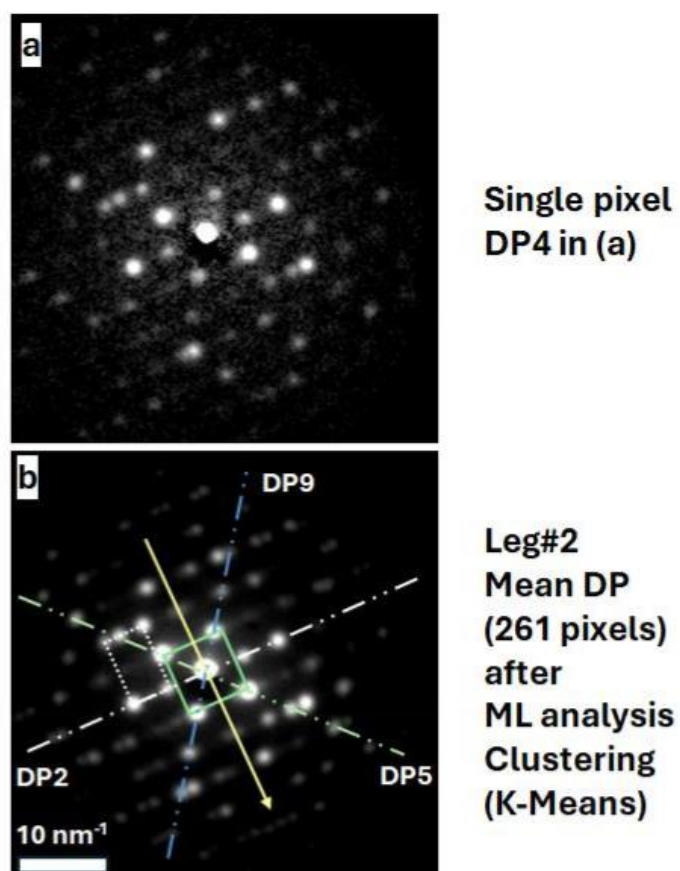 a
Single pixel
DP4 in (a)
b
DP9
DP2
DP5
10 nm⁻¹
Leg#2
Mean DP
(261 pixels)
after
ML analysis
Clustering
(K-Means)